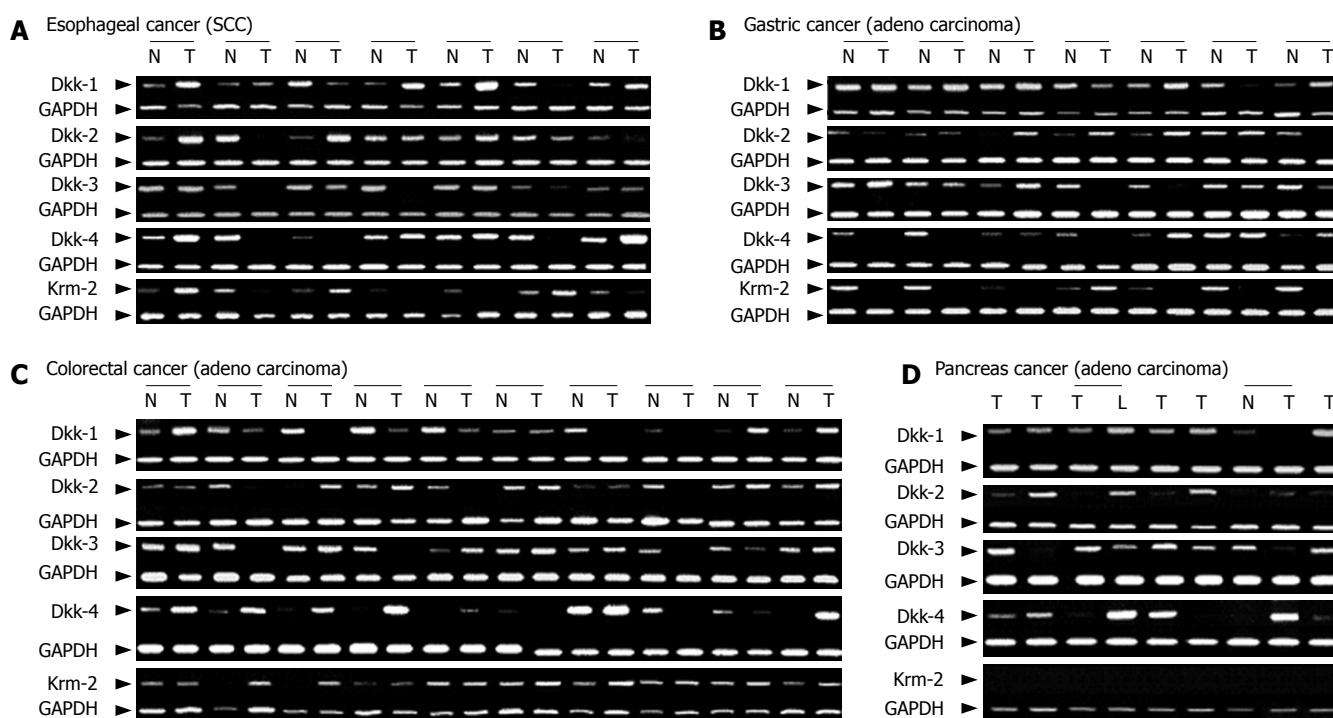 A Esophageal cancer (SCC)
N T N T N T N T N T N T N T
Dkk-1 ►
GAPDH ►
Dkk-2 ►
GAPDH ►
Dkk-3 ►
GAPDH ►
Dkk-4 ►
GAPDH ►
Krm-2 ►
GAPDH ►
B Gastric cancer (adeno carcinoma)
N T N T N T N T N T N T N T
Dkk-1 ►
GAPDH ►
Dkk-2 ►
GAPDH ►
Dkk-3 ►
GAPDH ►
Dkk-4 ►
GAPDH ►
Krm-2 ►
GAPDH ►
C Colorectal cancer (adeno carcinoma)
N T N T N T N T N T N T N T N T N T N T
Dkk-1 ►
GAPDH ►
Dkk-2 ►
GAPDH ►
Dkk-3 ►
GAPDH ►
Dkk-4 ►
GAPDH ►
Krm-2 ►
GAPDH ►
D Pancreas cancer (adeno carcinoma)
T T T L T T N T T
Dkk-1 ►
GAPDH ►
Dkk-2 ►
GAPDH ►
Dkk-3 ►
GAPDH ►
Dkk-4 ►
GAPDH ►
Krm-2 ►
GAPDH ►